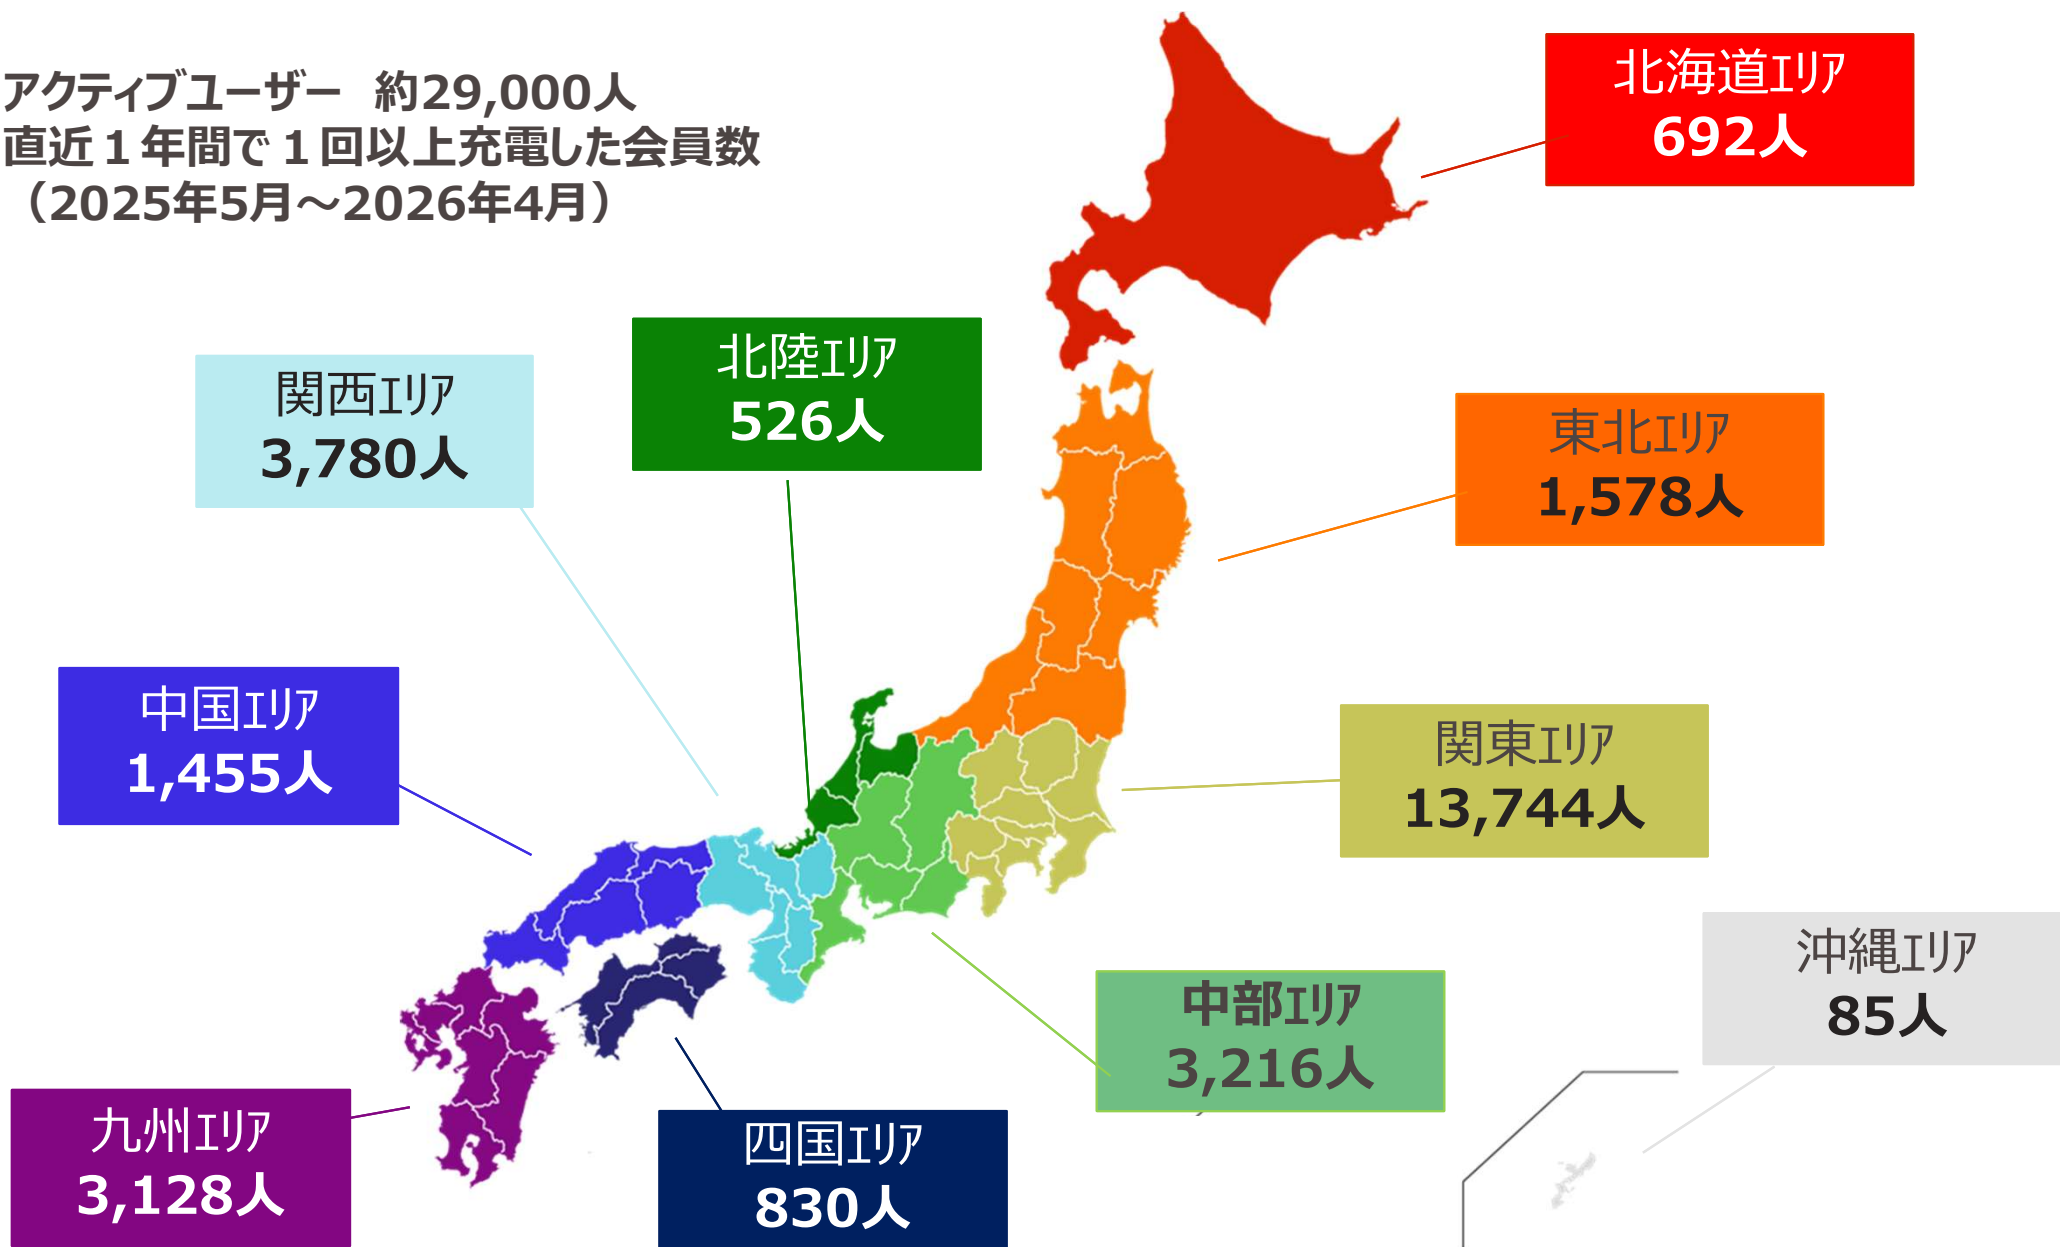 アクティブユーザー 約29,000人
直近１年間で１回以上充電した会員数
（2025年5月～2026年4月）
北海道ｴﾘｱ
692人
北陸ｴﾘｱ
526人
関西ｴﾘｱ
3,780人
東北ｴﾘｱ
1,578人
中国ｴﾘｱ
1,455人
関東ｴﾘｱ
13,744人
沖縄ｴﾘｱ
85人
中部ｴﾘｱ
3,216人
九州ｴﾘｱ
3,128人
四国ｴﾘｱ
830人